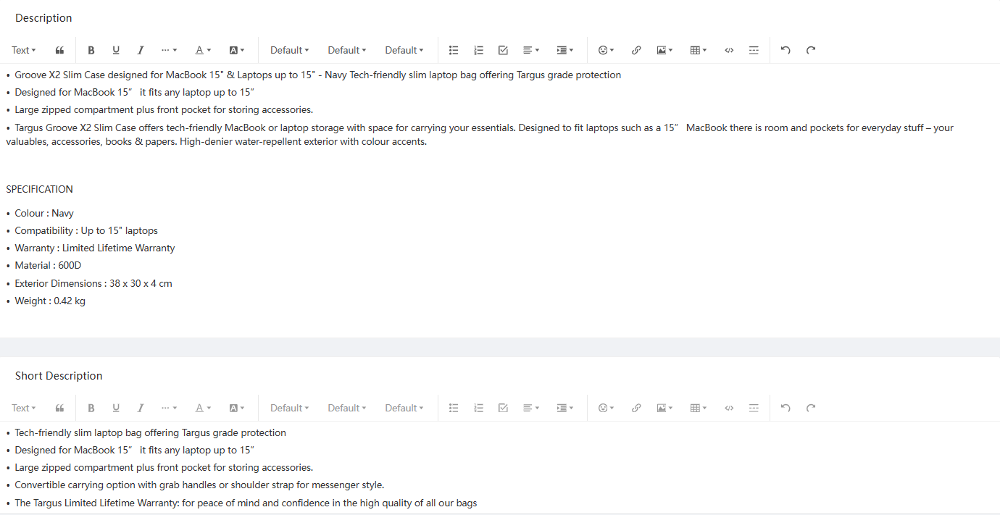 Description
Text B U I A A Default Default Default
• Groove X2 Slim Case designed for MacBook 15" & Laptops up to 15" - Navy Tech-friendly slim laptop bag offering Targus grade protection
• Designed for MacBook 15” it fits any laptop up to 15”
• Large zipped compartment plus front pocket for storing accessories.
• Targus Groove X2 Slim Case offers tech-friendly MacBook or laptop storage with space for carrying your essentials. Designed to fit laptops such as a 15” MacBook there is room and pockets for everyday stuff – your
valuables, accessories, books & papers. High-denier water-repellent exterior with colour accents.
SPECIFICATION
• Colour : Navy
• Compatibility : Up to 15" laptops
• Warranty : Limited Lifetime Warranty
• Material : 600D
• Exterior Dimensions : 38 x 30 x 4 cm
• Weight : 0.42 kg
Short Description
Text B U I A A Default Default Default
• Tech-friendly slim laptop bag offering Targus grade protection
• Designed for MacBook 15” it fits any laptop up to 15”
• Large zipped compartment plus front pocket for storing accessories.
• Convertible carrying option with grab handles or shoulder strap for messenger style.
• The Targus Limited Lifetime Warranty: for peace of mind and confidence in the high quality of all our bags